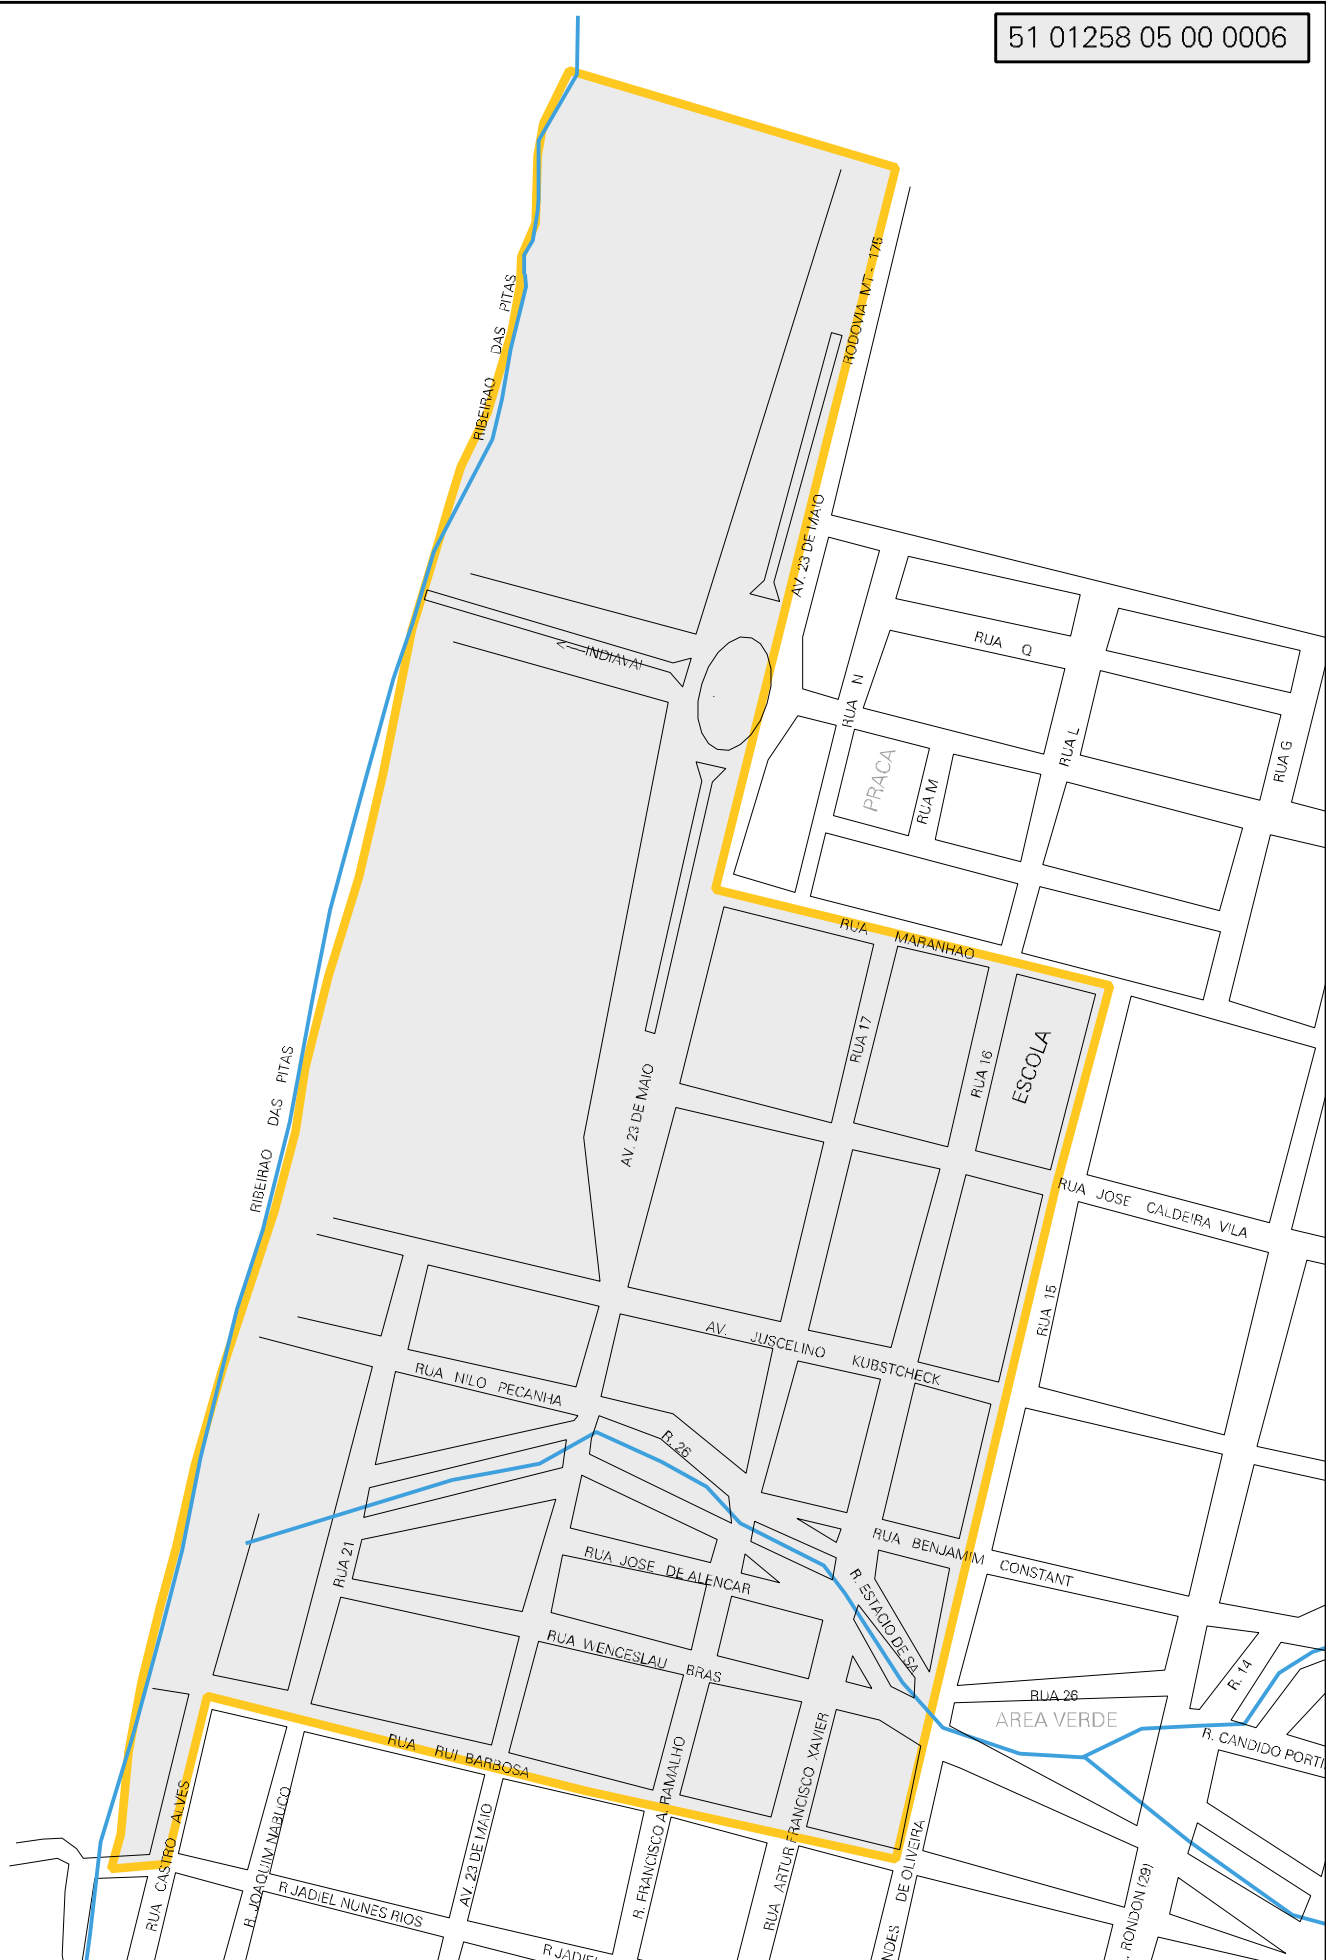 51 01258 05 00 0006
RODOVIA MT - 175
RIBEIRAO DAS PITAS
AV. 23 DE MAIO
RUA Q
<--INDIAVAI
RUA N
RUA L
RUA G
PRACA
RUA M
RUA MARANHAO
RUA 17
RUA 16
ESCOLA
AV. 23 DE MAIO
RIBEIRAO DAS PITAS
RUA JOSE CALDEIRA VILA
RUA 15
AV. JUSCELINO KUBSTCHECK
RUA NILO PECANHA
R. 26
RUA BENJAMIM CONSTANT
RUA 21
RUA JOSE DE ALENCAR
R. ESTACIO DE SA
RUA WENCESLAU BRAS
R. 14
RUA 26
AREA VERDE
R. CANDIDO PORTI
RUA RUI BARBOSA
RUA CASTRO ALVES
R. JOAQUIM NABUCO
AV. 23 DE MAIO
R. FRANCISCO A. RAMALHO
RUA ARTUR FRANCISCO XAVIER
NDES DE OLIVEIRA
. RONDON (29)
R JADIEL NUNES RIOS
R JADIEL